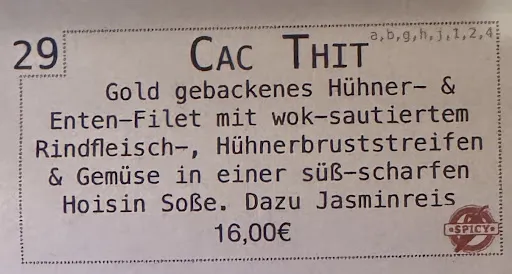 29
CAC THIT a,b,g,h,j,1,2,4
Gold gebackenes Hühner- &
Enten-Filet mit wok-sautiertem
Rindfleisch-, Hühnerbruststreifen
& Gemüse in einer süß-scharfen
Hoisin Soße. Dazu Jasminreis
16,00€
SPICY